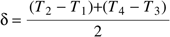 δ = (T₂ − T₁)+(T₄ − T₃) / 2